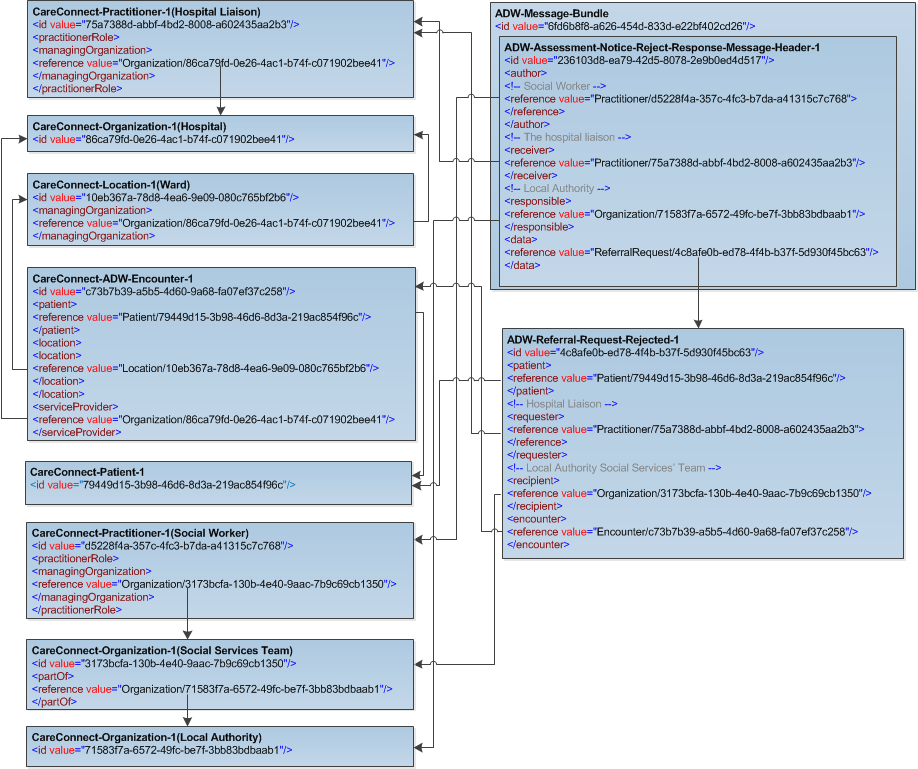 CareConnect-Practitioner-1(Hospital Liaison)
<id value="75a7388d-abbf-4bd2-8008-a602435aa2b3"/>
<practitionerRole>
<managingOrganization>
<reference value="Organization/86ca79fd-0e26-4ac1-b74f-c071902bee41"/>
</managingOrganization>
</practitionerRole>
CareConnect-Organization-1(Hospital)
<id value="86ca79fd-0e26-4ac1-b74f-c071902bee41"/>
CareConnect-Location-1(Ward)
<id value="10eb367a-78d8-4ea6-9e09-080c765bf2b6"/>
<managingOrganization>
<reference value="Organization/86ca79fd-0e26-4ac1-b74f-c071902bee41"/>
</managingOrganization>
CareConnect-ADW-Encounter-1
<id value="c73b7b39-a5b5-4d60-9a68-fa07ef37c258"/>
<patient>
<reference value="Patient/79449d15-3b98-46d6-8d3a-219ac854f96c"/>
</patient>
<location>
<location>
<reference value="Location/10eb367a-78d8-4ea6-9e09-080c765bf2b6"/>
</location>
</location>
<serviceProvider>
<reference value="Organization/86ca79fd-0e26-4ac1-b74f-c071902bee41"/>
</serviceProvider>
CareConnect-Patient-1
<id value="79449d15-3b98-46d6-8d3a-219ac854f96c"/>
CareConnect-Practitioner-1(Social Worker)
<id value="d5228f4a-357c-4fc3-b7da-a41315c7c768"/>
<practitionerRole>
<managingOrganization>
<reference value="Organization/3173bcfa-130b-4e40-9aac-7b9c69cb1350"/>
</managingOrganization>
</practitionerRole>
CareConnect-Organization-1(Social Services Team)
<id value="3173bcfa-130b-4e40-9aac-7b9c69cb1350"/>
<partOf>
<reference value="Organization/71583f7a-6572-49fc-be7f-3bb83bdbaab1"/>
</partOf>
CareConnect-Organization-1(Local Authority)
<id value="71583f7a-6572-49fc-be7f-3bb83bdbaab1"/>
ADW-Message-Bundle
<id value="6fd6b8f8-a626-454d-833d-e22bf402cd26"/>
ADW-Assessment-Notice-Reject-Response-Message-Header-1
<id value="236103d8-ea79-42d5-8078-2e9b0ed4d517"/>
<author>
<!-- Social Worker -->
<reference value="Practitioner/d5228f4a-357c-4fc3-b7da-a41315c7c768">
</reference>
</author>
<!-- The hospital liaison -->
<receiver>
<reference value="Practitioner/75a7388d-abbf-4bd2-8008-a602435aa2b3"/>
</receiver>
<!-- Local Authority -->
<responsible>
<reference value="Organization/71583f7a-6572-49fc-be7f-3bb83bdbaab1"/>
</responsible>
<data>
<reference value="ReferralRequest/4c8afe0b-ed78-4f4b-b37f-5d930f45bc63"/>
</data>
ADW-Referral-Request-Rejected-1
<id value="4c8afe0b-ed78-4f4b-b37f-5d930f45bc63"/>
<patient>
<reference value="Patient/79449d15-3b98-46d6-8d3a-219ac854f96c"/>
</patient>
<!-- Hospital Liaison -->
<requester>
<reference value="Practitioner/75a7388d-abbf-4bd2-8008-a602435aa2b3">
</reference>
</requester>
<!-- Local Authority Social Services' Team -->
<recipient>
<reference value="Organization/3173bcfa-130b-4e40-9aac-7b9c69cb1350"/>
</recipient>
<encounter>
<reference value="Encounter/c73b7b39-a5b5-4d60-9a68-fa07ef37c258"/>
</encounter>